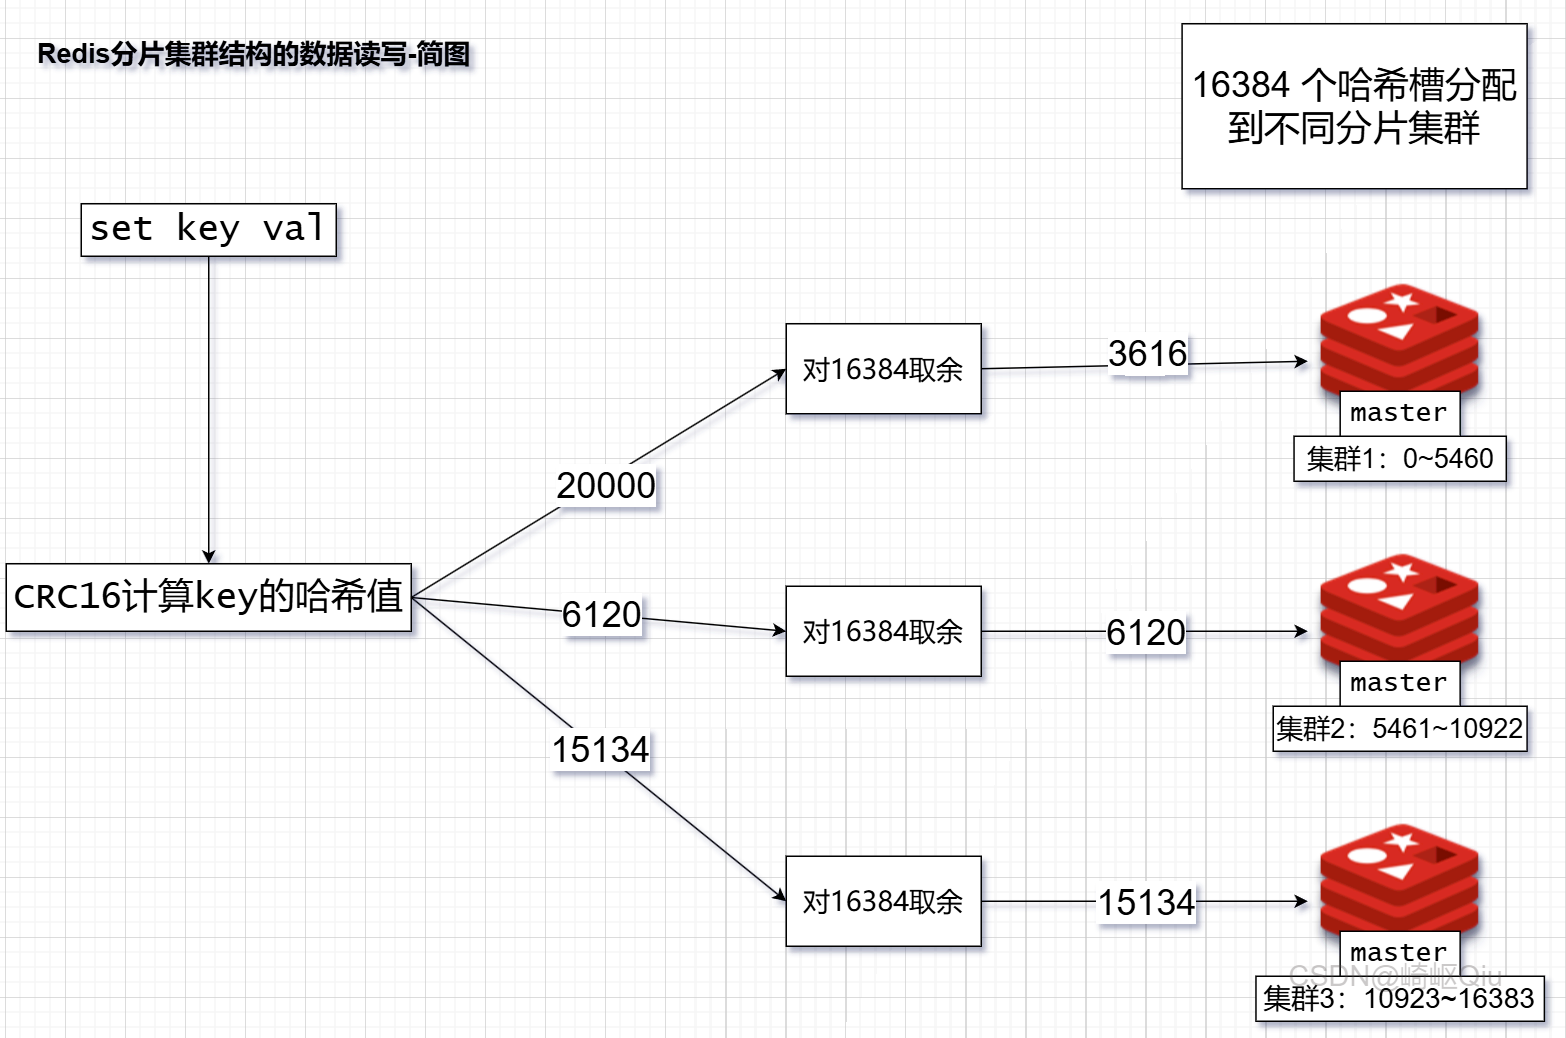 Redis分片集群结构的数据读写-简图
16384 个哈希槽分配
到不同分片集群
set key val
对16384取余
3616
master
集群1：0~5460
20000
CRC16计算key的哈希值
6120
对16384取余
6120
master
集群2：5461~10922
15134
对16384取余
15134
master
CSDN@崎岖Qiu
集群3：10923~16383